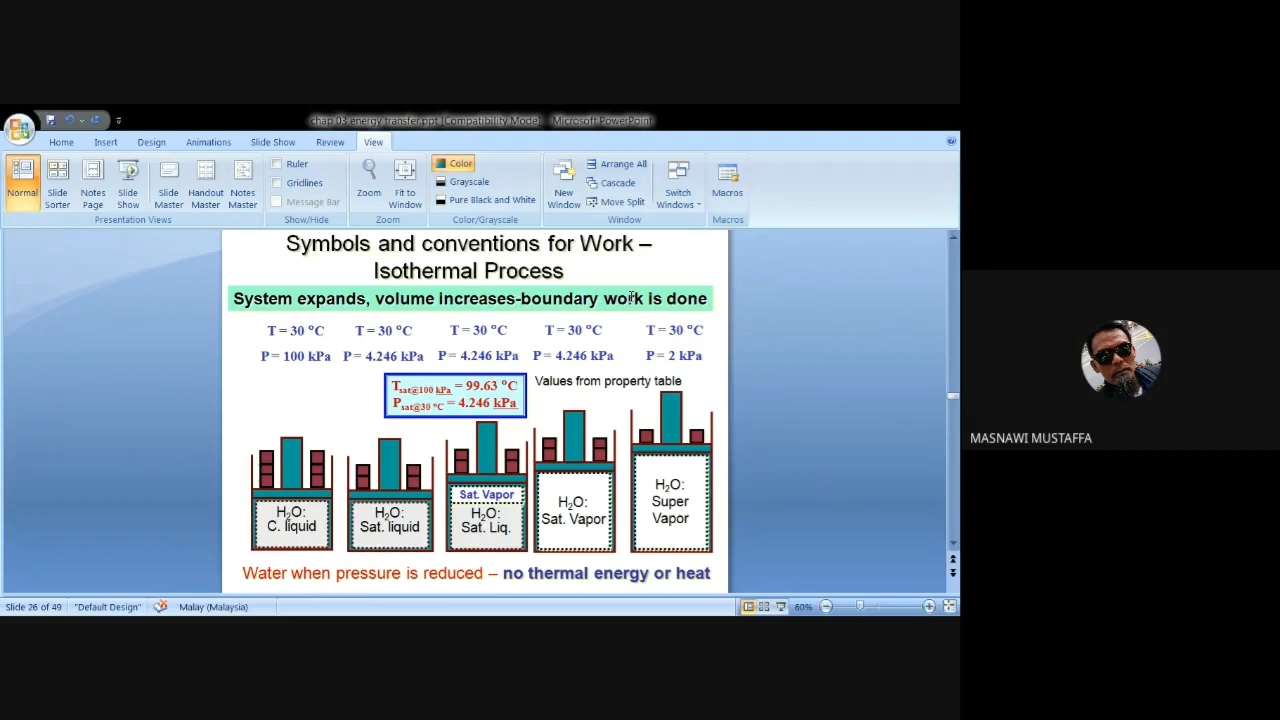 chap 03 energy transfer.ppt [Compatibility Mode] - Microsoft PowerPoint
Home Insert Design Animations Slide Show Review View
Normal
Slide Sorter
Notes Page
Slide Show
Slide Master
Handout Master
Notes Master
Presentation Views
Ruler
Gridlines
Message Bar
Show/Hide
Zoom
Fit to Window
Zoom
Color
Grayscale
Pure Black and White
Color/Grayscale
New Window
Arrange All
Cascade
Move Split
Switch Windows
Window
Macros
Macros
Symbols and conventions for Work –
Isothermal Process
System expands, volume increases-boundary work is done
T = 30 °C T = 30 °C T = 30 °C T = 30 °C T = 30 °C
P = 100 kPa P = 4.246 kPa P = 4.246 kPa P = 4.246 kPa P = 2 kPa
Tsat@100 kPa = 99.63 °C
Psat@30 °C = 4.246 kPa
Values from property table
H2O:
C. liquid
H2O:
Sat. liquid
Sat. Vapor
H2O:
Sat. Liq.
H2O:
Sat. Vapor
H2O:
Super
Vapor
Water when pressure is reduced – no thermal energy or heat
Slide 26 of 49 "Default Design" Malay (Malaysia) 60%
MASNAWI MUSTAFFA